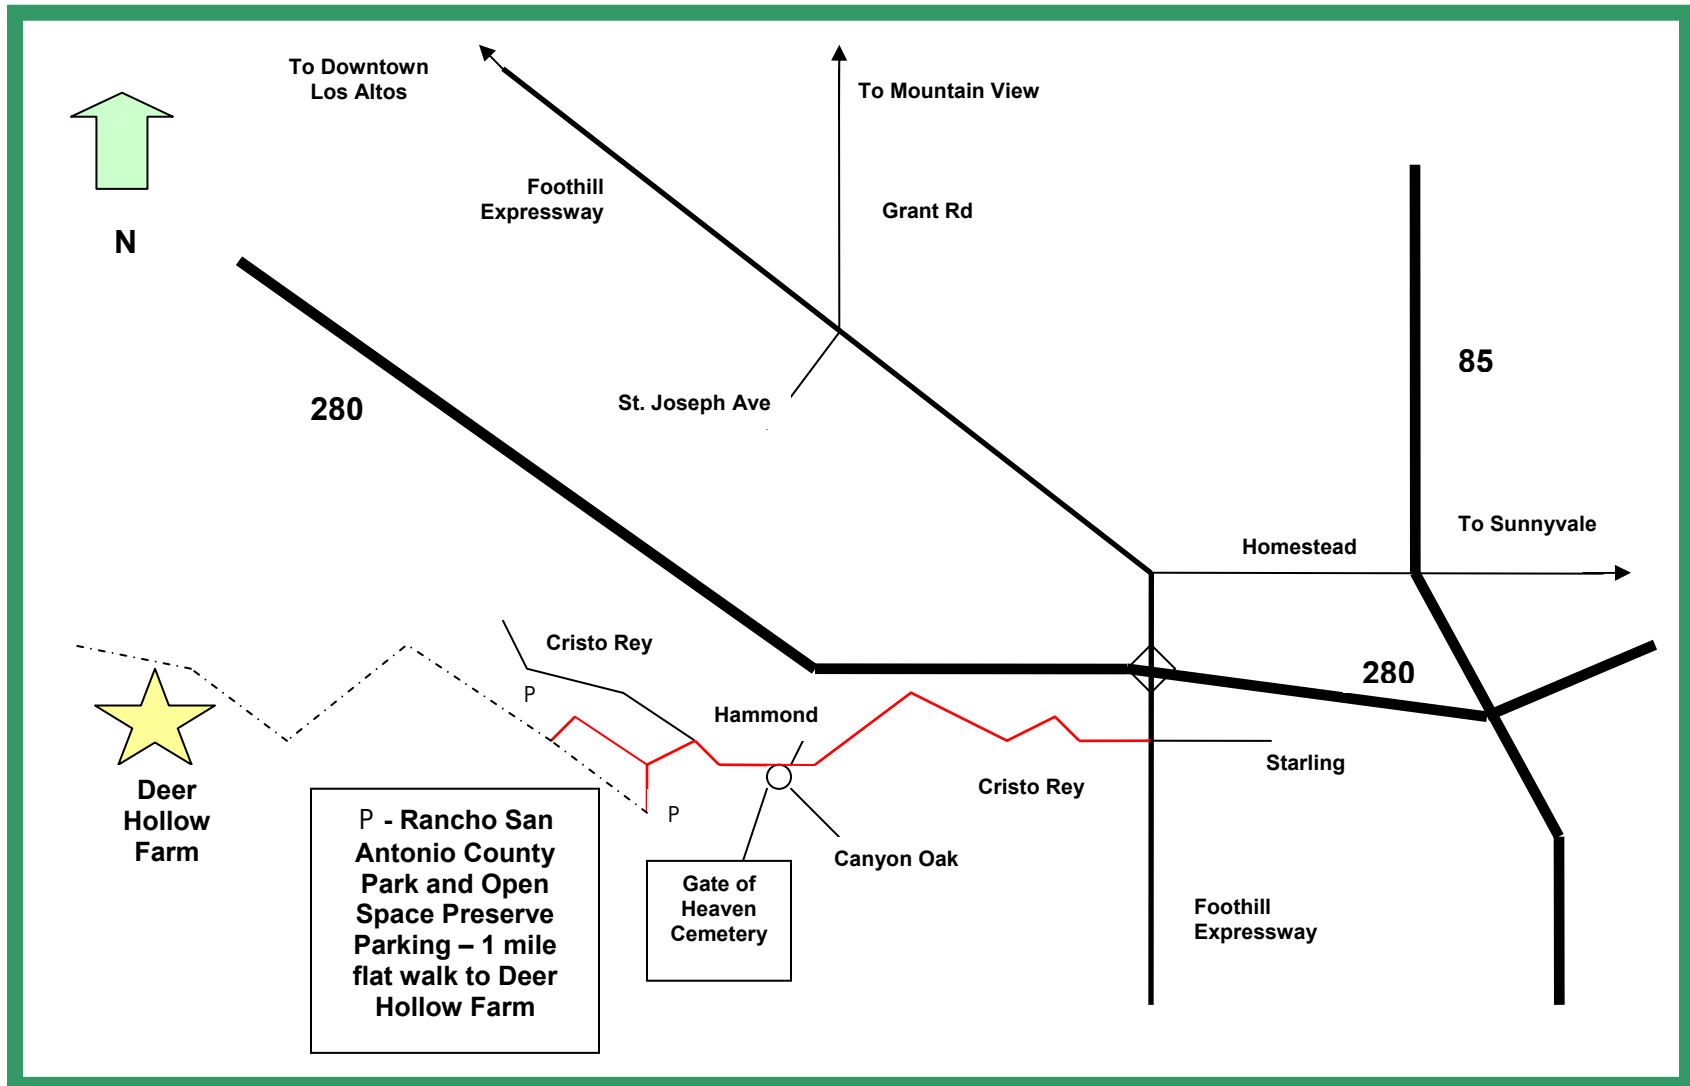 To Downtown
Los Altos
To Mountain View
Foothill
Expressway
Grant Rd
N
85
280
St. Joseph Ave
To Sunnyvale
Homestead
Cristo Rey
280
P
Hammond
Starling
Cristo Rey
Deer
Hollow
Farm
P
P - Rancho San
Antonio County
Park and Open
Space Preserve
Parking – 1 mile
flat walk to Deer
Hollow Farm
Canyon Oak
Gate of
Heaven
Cemetery
Foothill
Expressway